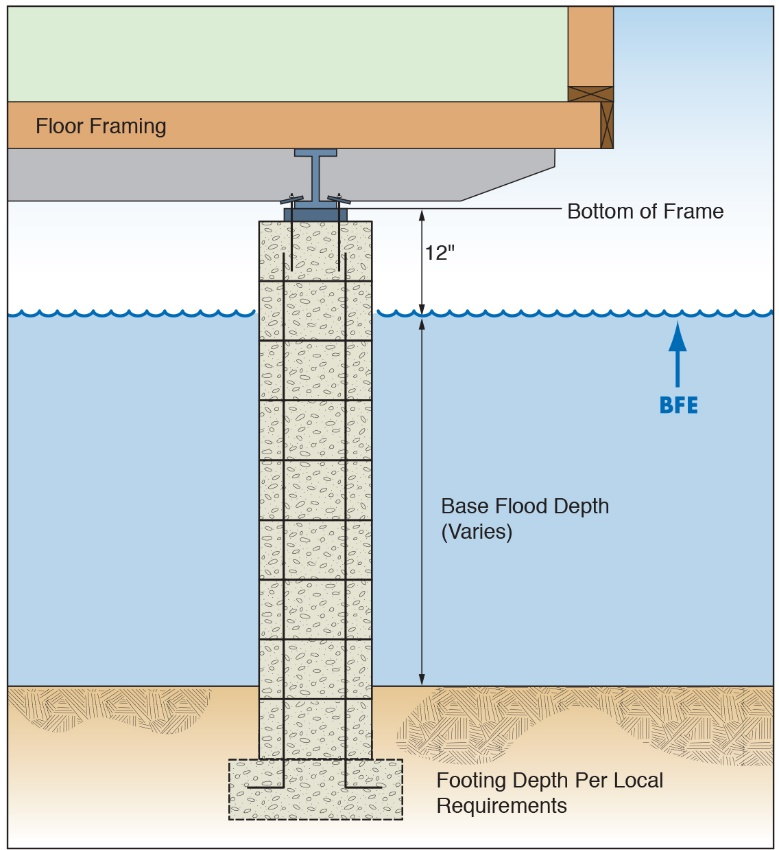 Floor Framing
Bottom of Frame
12"
BFE
Base Flood Depth
(Varies)
Footing Depth Per Local
Requirements